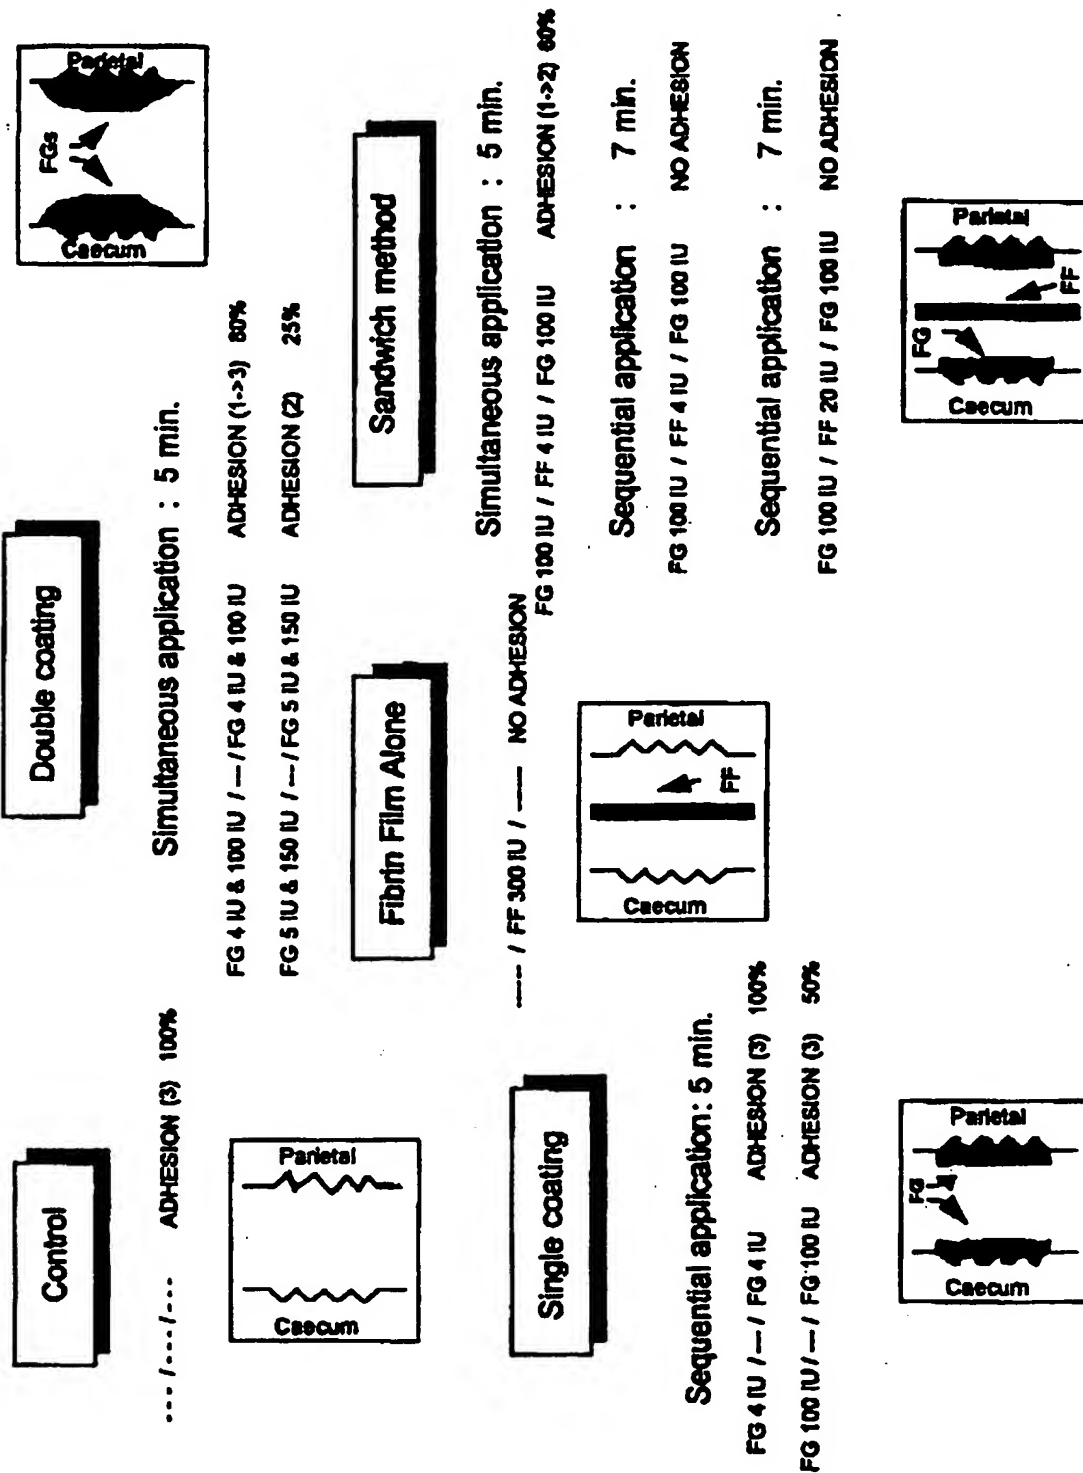 Control
--- / --- / --- ADHESION (3) 100%
Parietal
Caecum
Single coating
Sequential application: 5 min.
FG 4 IU / --- / FG 4 IU ADHESION (3) 100%
FG 100 IU / --- / FG 100 IU ADHESION (3) 50%
Parietal
FG
Caecum
Double coating
Simultaneous application : 5 min.
FG 4 IU & 100 IU / --- / FG 4 IU & 100 IU ADHESION (1->3) 80%
FG 5 IU & 150 IU / --- / FG 5 IU & 150 IU ADHESION (2) 25%
Parietal
FGs
Caecum
Fibrin Film Alone
---- / FF 300 IU / ---- NO ADHESION
Parietal
FF
Caecum
Sandwich method
Simultaneous application : 5 min.
FG 100 IU / FF 4 IU / FG 100 IU ADHESION (1->2) 60%
Sequential application : 7 min.
FG 100 IU / FF 4 IU / FG 100 IU NO ADHESION
Sequential application : 7 min.
FG 100 IU / FF 20 IU / FG 100 IU NO ADHESION
Parietal
FG
FF
Caecum